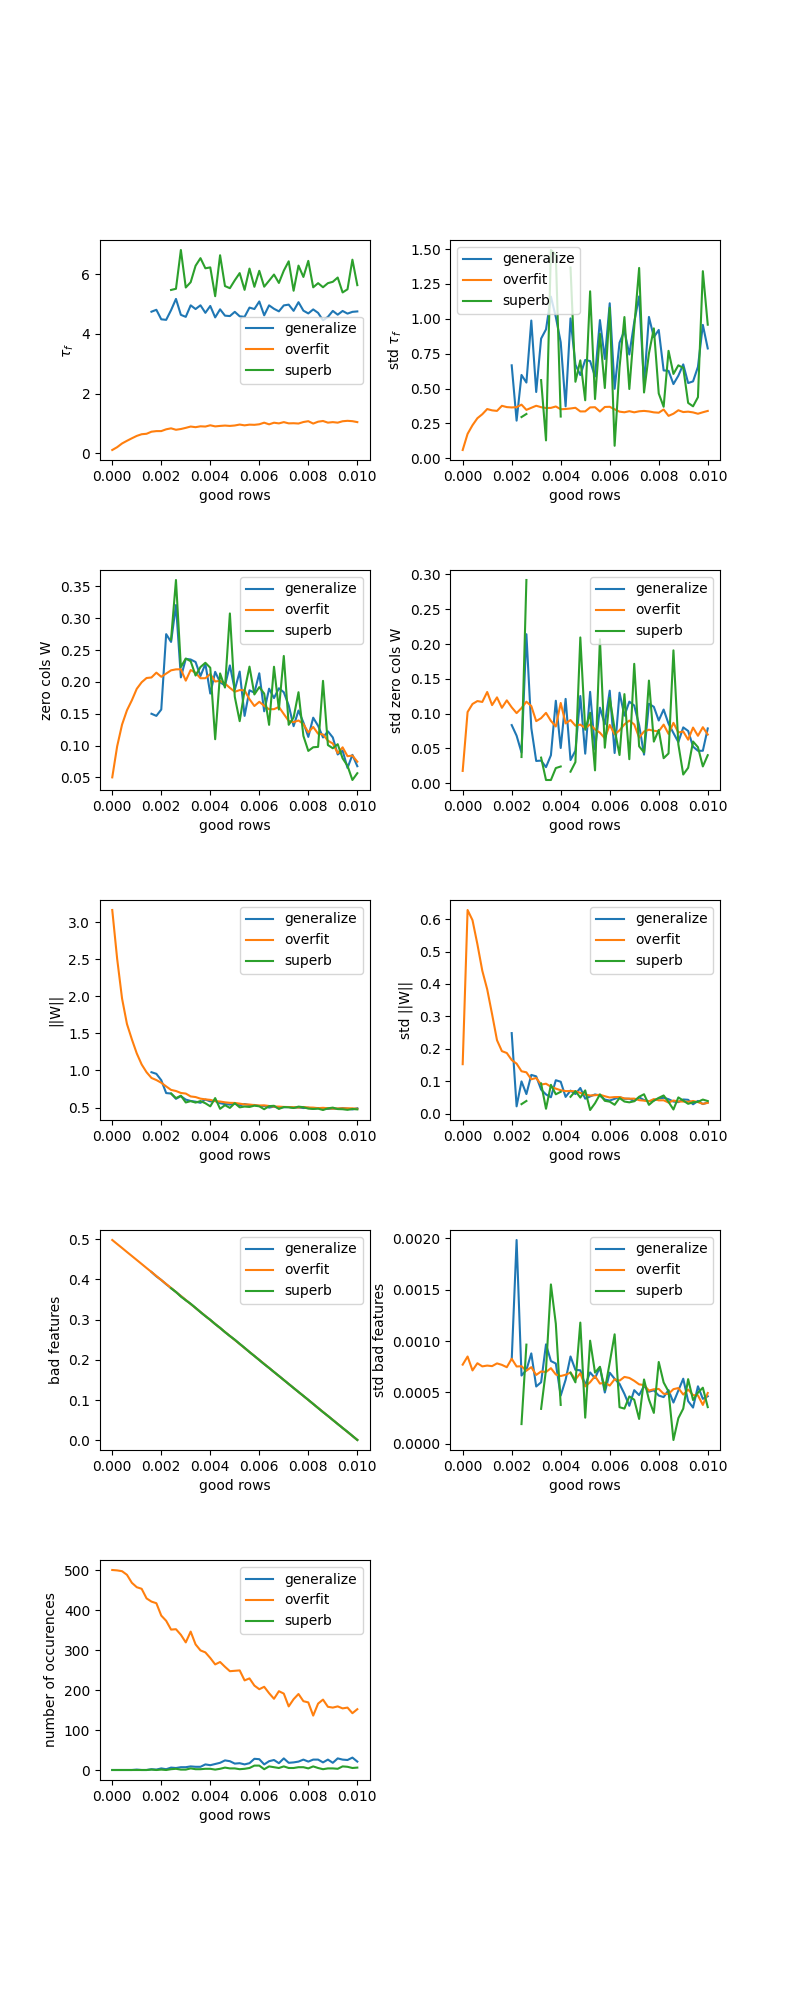 6
4
2
0
τf
generalize
overfit
superb
0.000 0.002 0.004 0.006 0.008 0.010
good rows
1.50
1.25
1.00
0.75
0.50
0.25
0.00
std τf
generalize
overfit
superb
0.000 0.002 0.004 0.006 0.008 0.010
good rows
0.35
0.30
0.25
0.20
0.15
0.10
0.05
zero cols W
generalize
overfit
superb
0.000 0.002 0.004 0.006 0.008 0.010
good rows
0.30
0.25
0.20
0.15
0.10
0.05
0.00
std zero cols W
generalize
overfit
superb
0.000 0.002 0.004 0.006 0.008 0.010
good rows
3.0
2.5
2.0
1.5
1.0
0.5
||W||
generalize
overfit
superb
0.000 0.002 0.004 0.006 0.008 0.010
good rows
0.6
0.5
0.4
0.3
0.2
0.1
0.0
std ||W||
generalize
overfit
superb
0.000 0.002 0.004 0.006 0.008 0.010
good rows
0.5
0.4
0.3
0.2
0.1
0.0
bad features
generalize
overfit
superb
0.000 0.002 0.004 0.006 0.008 0.010
good rows
0.0020
0.0015
0.0010
0.0005
0.0000
std bad features
generalize
overfit
superb
0.000 0.002 0.004 0.006 0.008 0.010
good rows
500
400
300
200
100
0
number of occurences
generalize
overfit
superb
0.000 0.002 0.004 0.006 0.008 0.010
good rows